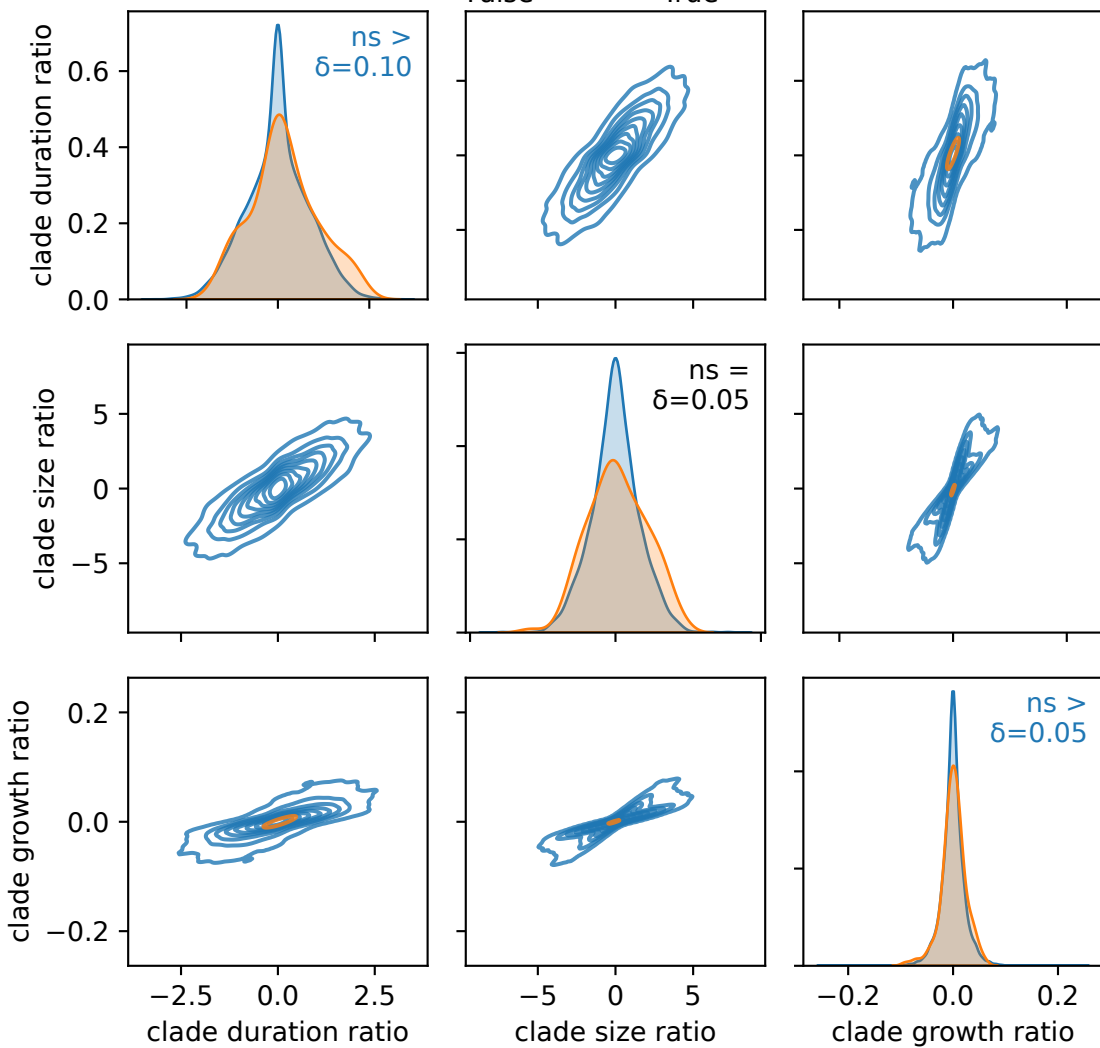 clade duration ratio
0.6
0.4
0.2
0.0
ns >
δ=0.10
clade size ratio
5
0
−5
ns =
δ=0.05
clade growth ratio
0.2
0.0
−0.2
ns >
δ=0.05
−2.5 0.0 2.5
clade duration ratio
−5 0 5
clade size ratio
−0.2 0.0 0.2
clade growth ratio